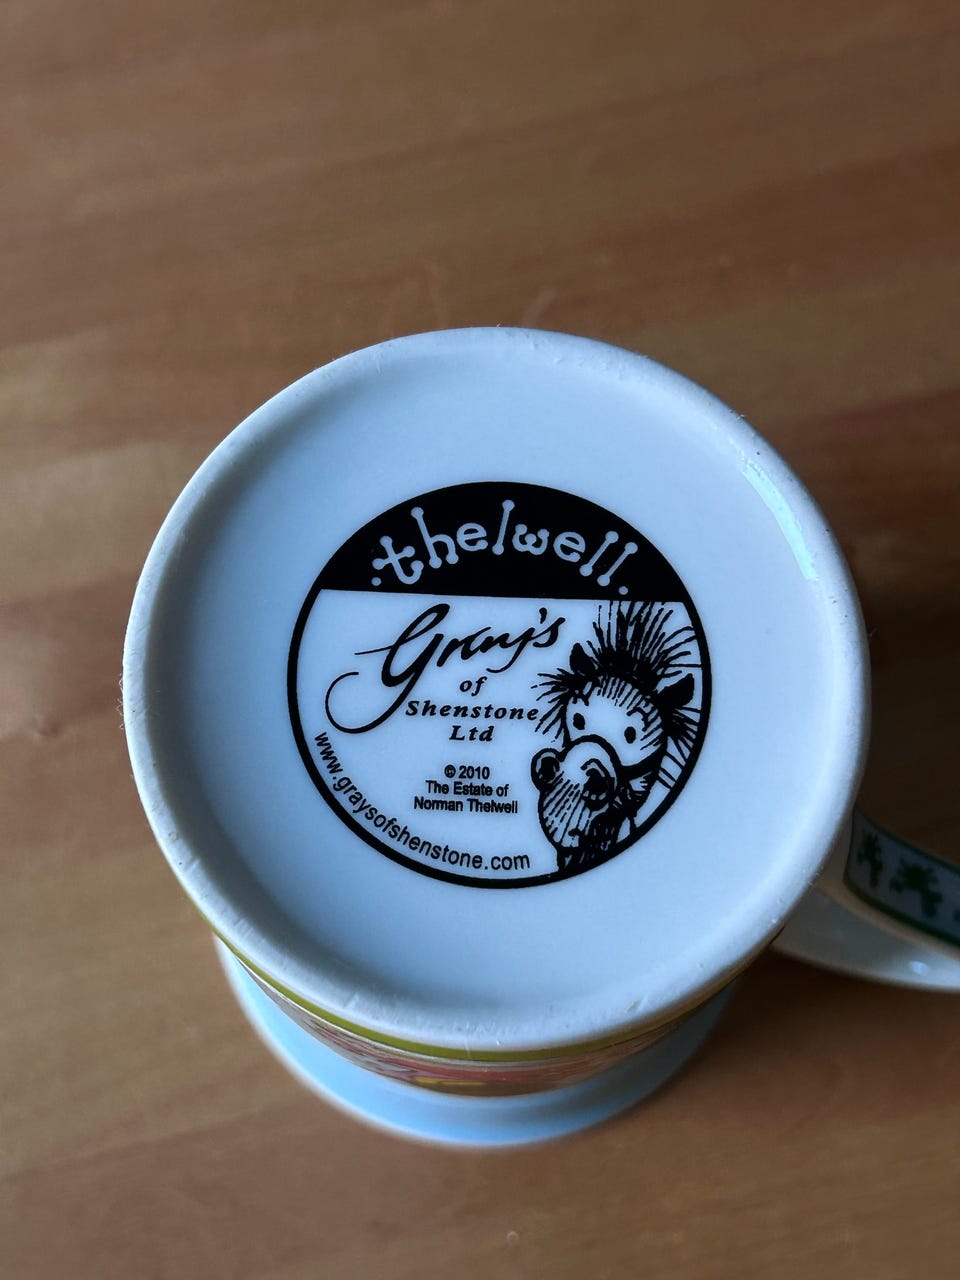 thelwell.
Gray's
of
Shenstone
Ltd
© 2010
The Estate of
Norman Thelwell
www.graysofshenstone.com